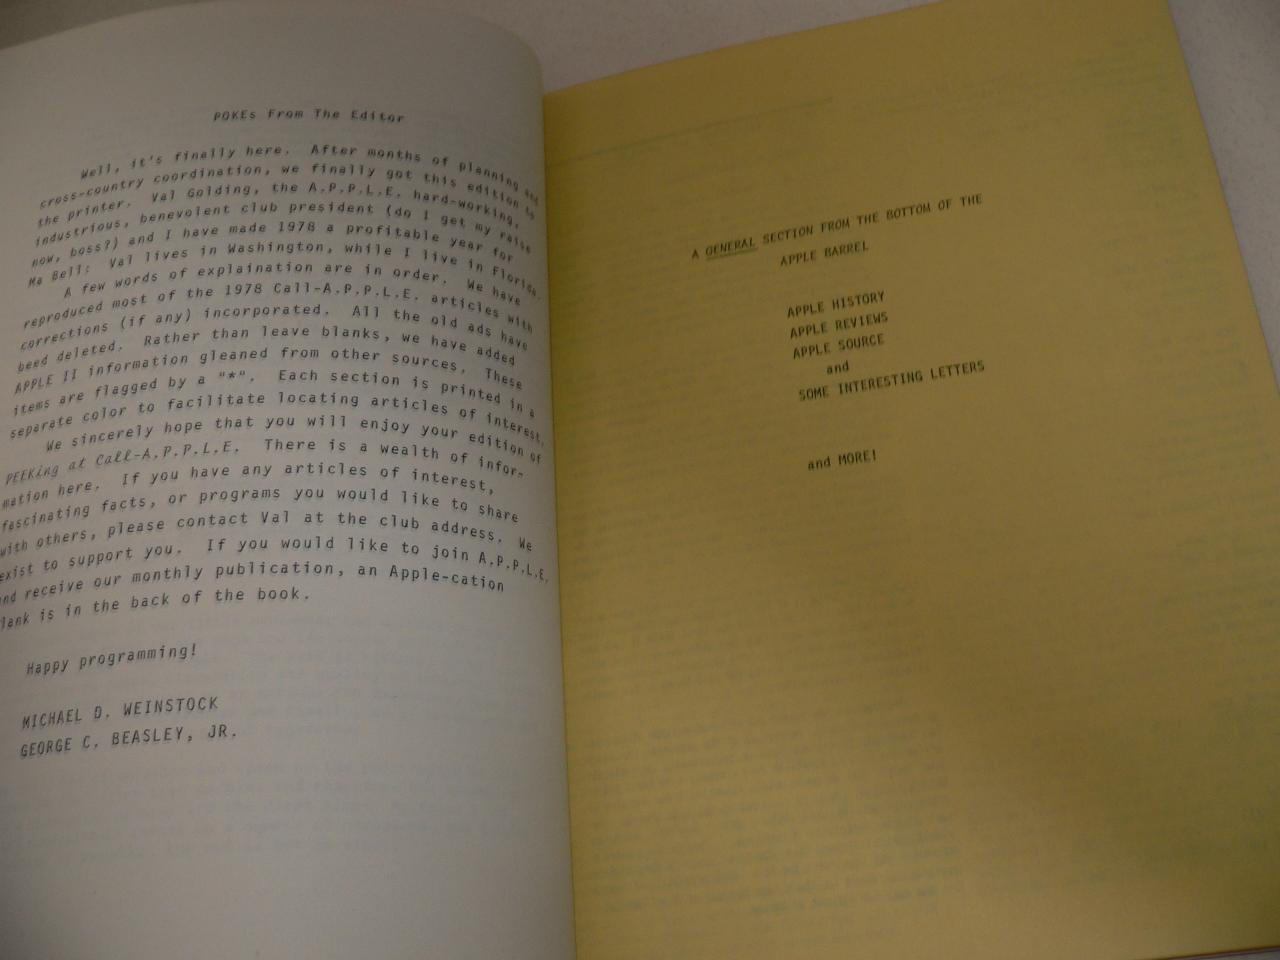 POKEs From The Editor
Well, it's finally here. After months of planning and
cross-country coordination, we finally got this edition to
the printer. Val Golding, the A.P.P.L.E. hard-working,
industrious, benevolent club president (do I get my raise
now, boss?) and I have made 1978 a profitable year for
Ma Bell: Val lives in Washington, while I live in Florida.
A few words of explaination are in order. We have
reproduced most of the 1978 Call-A.P.P.L.E. articles with
corrections (if any) incorporated. All the old ads have
beed deleted. Rather than leave blanks, we have added
APPLE II information gleaned from other sources. These
items are flagged by a "*". Each section is printed in a
separate color to facilitate locating articles of interest.
We sincerely hope that you will enjoy your edition of
PEEKing at Call-A.P.P.L.E. There is a wealth of infor-
mation here. If you have any articles of interest,
fascinating facts, or programs you would like to share
with others, please contact Val at the club address. We
exist to support you. If you would like to join A.P.P.L.E.
and receive our monthly publication, an Apple-cation
lank is in the back of the book.
Happy programming!
MICHAEL D. WEINSTOCK
GEORGE C. BEASLEY, JR.
A GENERAL SECTION FROM THE BOTTOM OF THE
APPLE BARREL
APPLE HISTORY
APPLE REVIEWS
APPLE SOURCE
and
SOME INTERESTING LETTERS
and MORE!